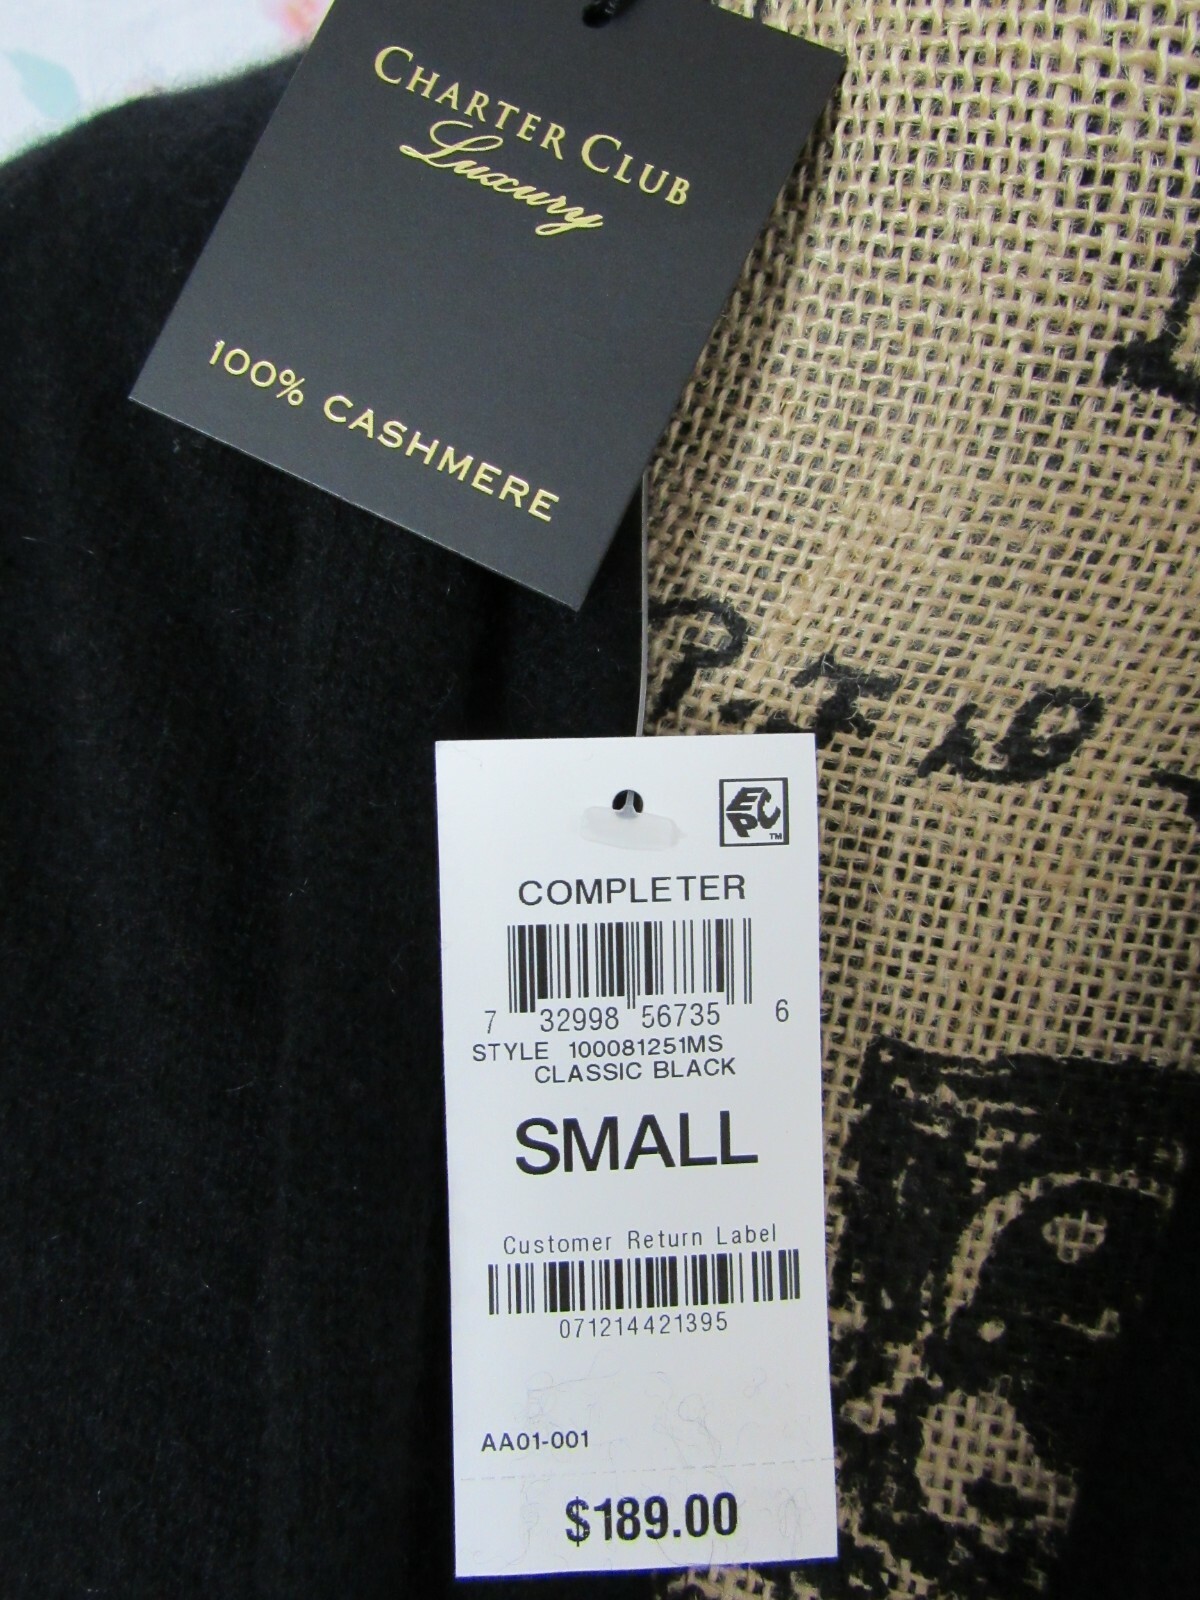 CHARTER CLUB
Luxury
100% CASHMERE
ECPC™
COMPLETER
7 32998 56735 6
STYLE 100081251MS
CLASSIC BLACK
SMALL
Customer Return Label
071214421395
AA01-001
$189.00